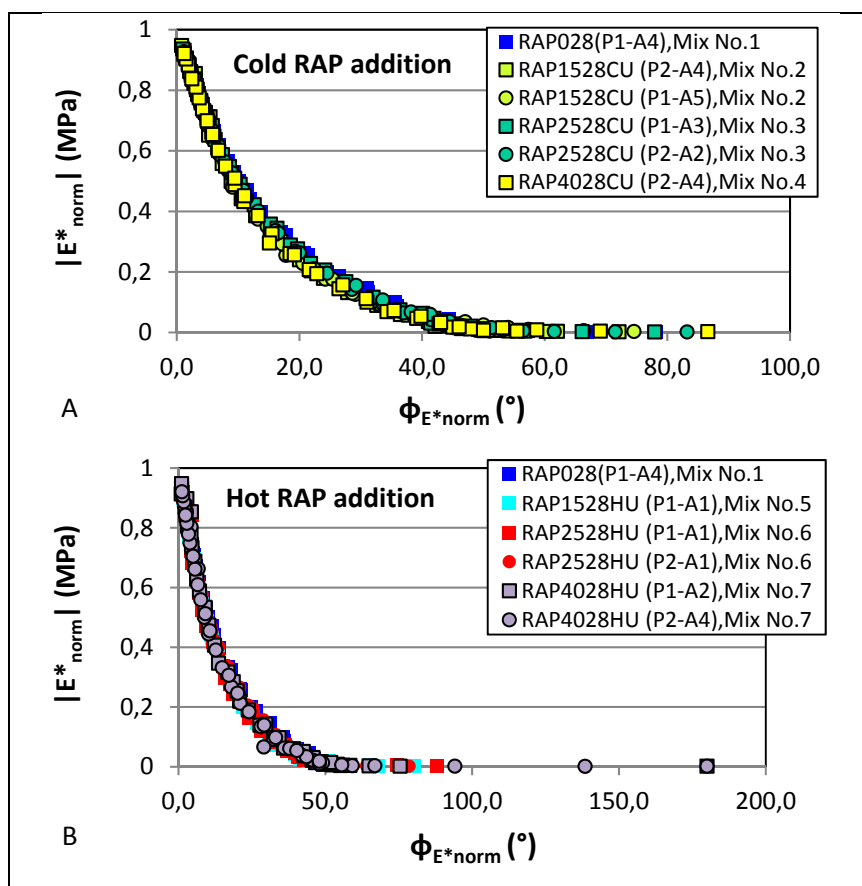 Cold RAP addition
RAP028(P1-A4),Mix No.1
RAP1528CU (P2-A4),Mix No.2
RAP1528CU (P1-A5),Mix No.2
RAP2528CU (P1-A3),Mix No.3
RAP2528CU (P2-A2),Mix No.3
RAP4028CU (P2-A4),Mix No.4
|E*norm| (MPa)
1
0,8
0,6
0,4
0,2
0
0,0 20,0 40,0 60,0 80,0 100,0
ϕE*norm (°)
A
Hot RAP addition
RAP028(P1-A4),Mix No.1
RAP1528HU (P1-A1),Mix No.5
RAP2528HU (P1-A1),Mix No.6
RAP2528HU (P2-A1),Mix No.6
RAP4028HU (P1-A2),Mix No.7
RAP4028HU (P2-A4),Mix No.7
|E*norm| (MPa)
1
0,8
0,6
0,4
0,2
0
0,0 50,0 100,0 150,0 200,0
ϕE*norm (°)
B